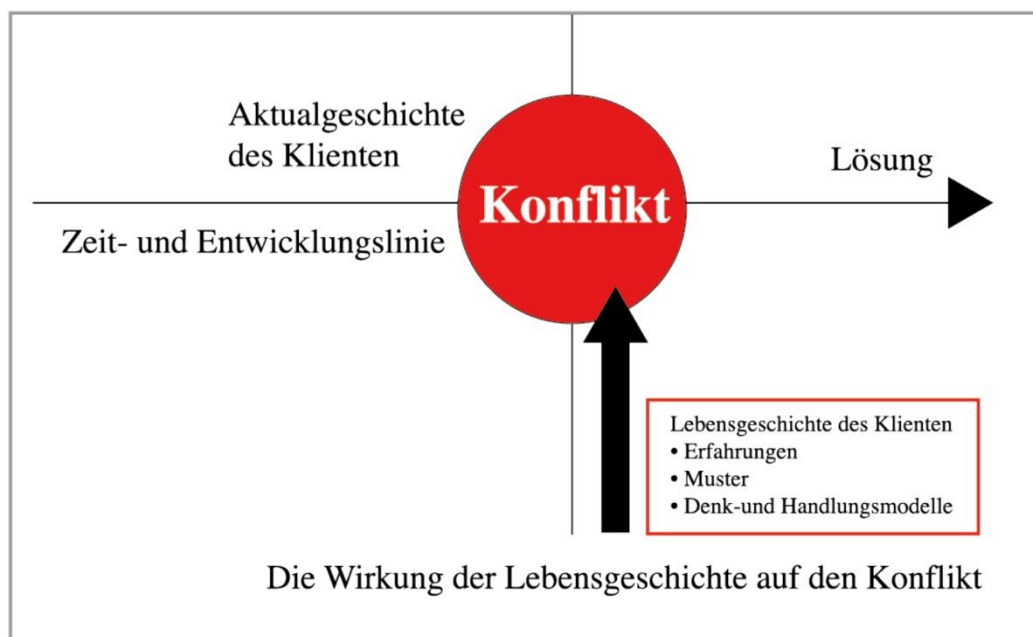 Aktualgeschichte
des Klienten
Konflikt
Lösung
Zeit- und Entwicklungslinie
Lebensgeschichte des Klienten
• Erfahrungen
• Muster
• Denk-und Handlungsmodelle
Die Wirkung der Lebensgeschichte auf den Konflikt